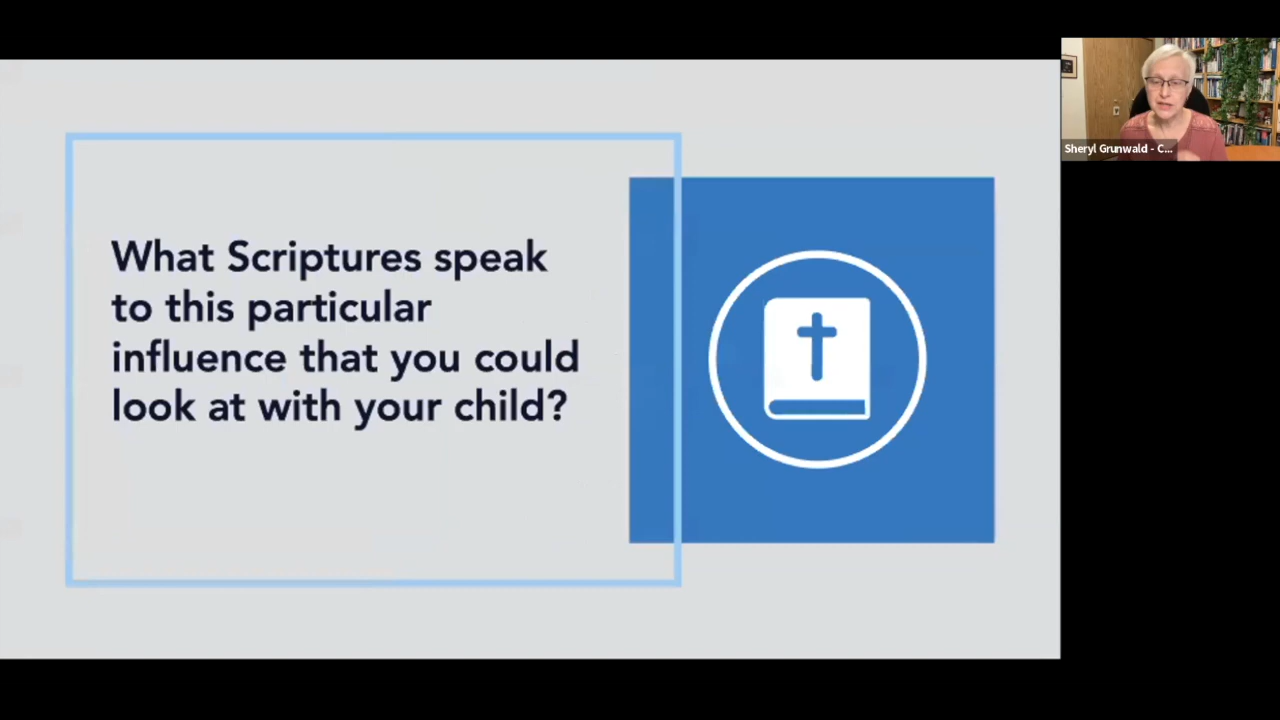 What Scriptures speak
to this particular
influence that you could
look at with your child?
Sheryl Grunwald - C...